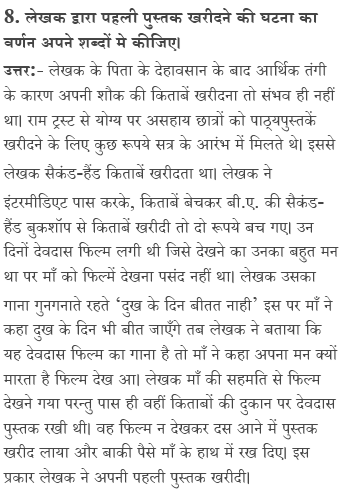 8. लेखक द्वारा पहली पुस्तक खरीदने की घटना का
वर्णन अपने शब्दों मे कीजिए।
उत्तर:- लेखक के पिता के देहावसान के बाद आर्थिक तंगी
के कारण अपनी शौक की किताबें खरीदना तो संभव ही नहीं
था। राम ट्रस्ट से योग्य पर असहाय छात्रों को पाठ्यपुस्तकें
खरीदने के लिए कुछ रूपये सत्र के आरंभ में मिलते थे। इससे
लेखक सैकंड-हैंड किताबें खरीदता था। लेखक ने
इंटरमीडिएट पास करके, किताबें बेचकर बी.ए. की सैकंड-
हैंड बुकशॉप से किताबें खरीदी तो दो रूपये बच गए। उन
दिनों देवदास फिल्म लगी थी जिसे देखने का उनका बहुत मन
था पर माँ को फिल्में देखना पसंद नहीं था। लेखक उसका
गाना गुनगनाते रहते ‘दुख के दिन बीतत नाही’ इस पर माँ ने
कहा दुख के दिन भी बीत जाएँगे तब लेखक ने बताया कि
यह देवदास फिल्म का गाना है तो माँ ने कहा अपना मन क्यों
मारता है फिल्म देख आ। लेखक माँ की सहमति से फिल्म
देखने गया परन्तु पास ही वहीं किताबों की दुकान पर देवदास
पुस्तक रखी थी। वह फिल्म न देखकर दस आने में पुस्तक
खरीद लाया और बाकी पैसे माँ के हाथ में रख दिए। इस
प्रकार लेखक ने अपनी पहली पुस्तक खरीदी।